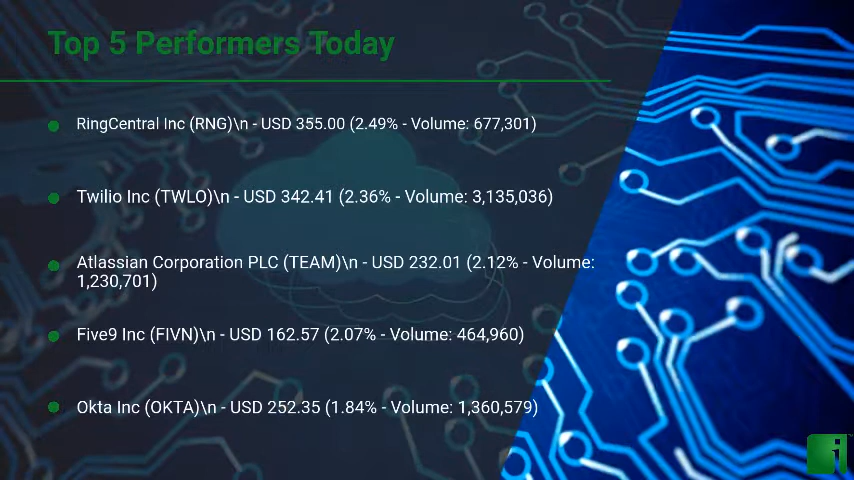 Top 5 Performers Today
RingCentral Inc (RNG)\n - USD 355.00 (2.49% - Volume: 677,301)
Twilio Inc (TWLO)\n - USD 342.41 (2.36% - Volume: 3,135,036)
Atlassian Corporation PLC (TEAM)\n - USD 232.01 (2.12% - Volume:
1,230,701)
Five9 Inc (FIVN)\n - USD 162.57 (2.07% - Volume: 464,960)
Okta Inc (OKTA)\n - USD 252.35 (1.84% - Volume: 1,360,579)
i